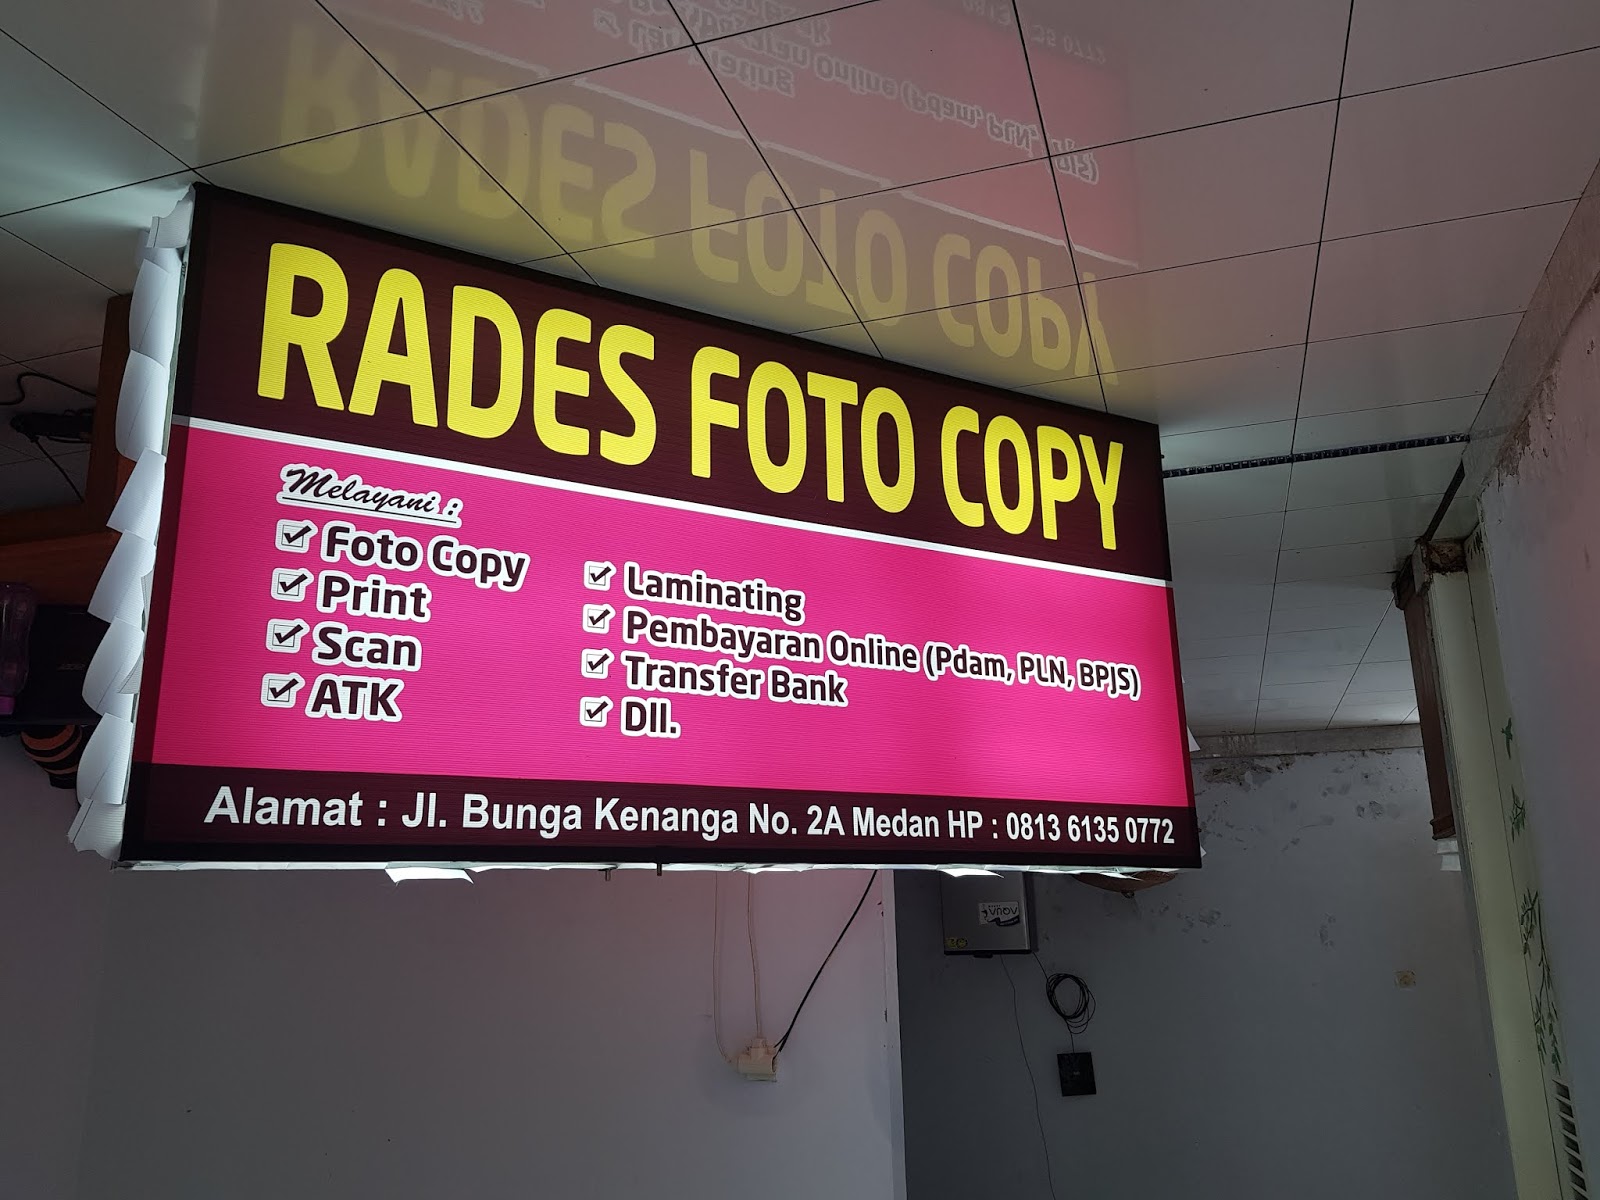 RADES FOTO COPY
Melayani :
Foto Copy
Print
Scan
ATK
Laminating
Pembayaran Online (Pdam, PLN, BPJS)
Transfer Bank
Dll.
Alamat : Jl. Bunga Kenanga No. 2A Medan HP : 0813 6135 0772
AQUA